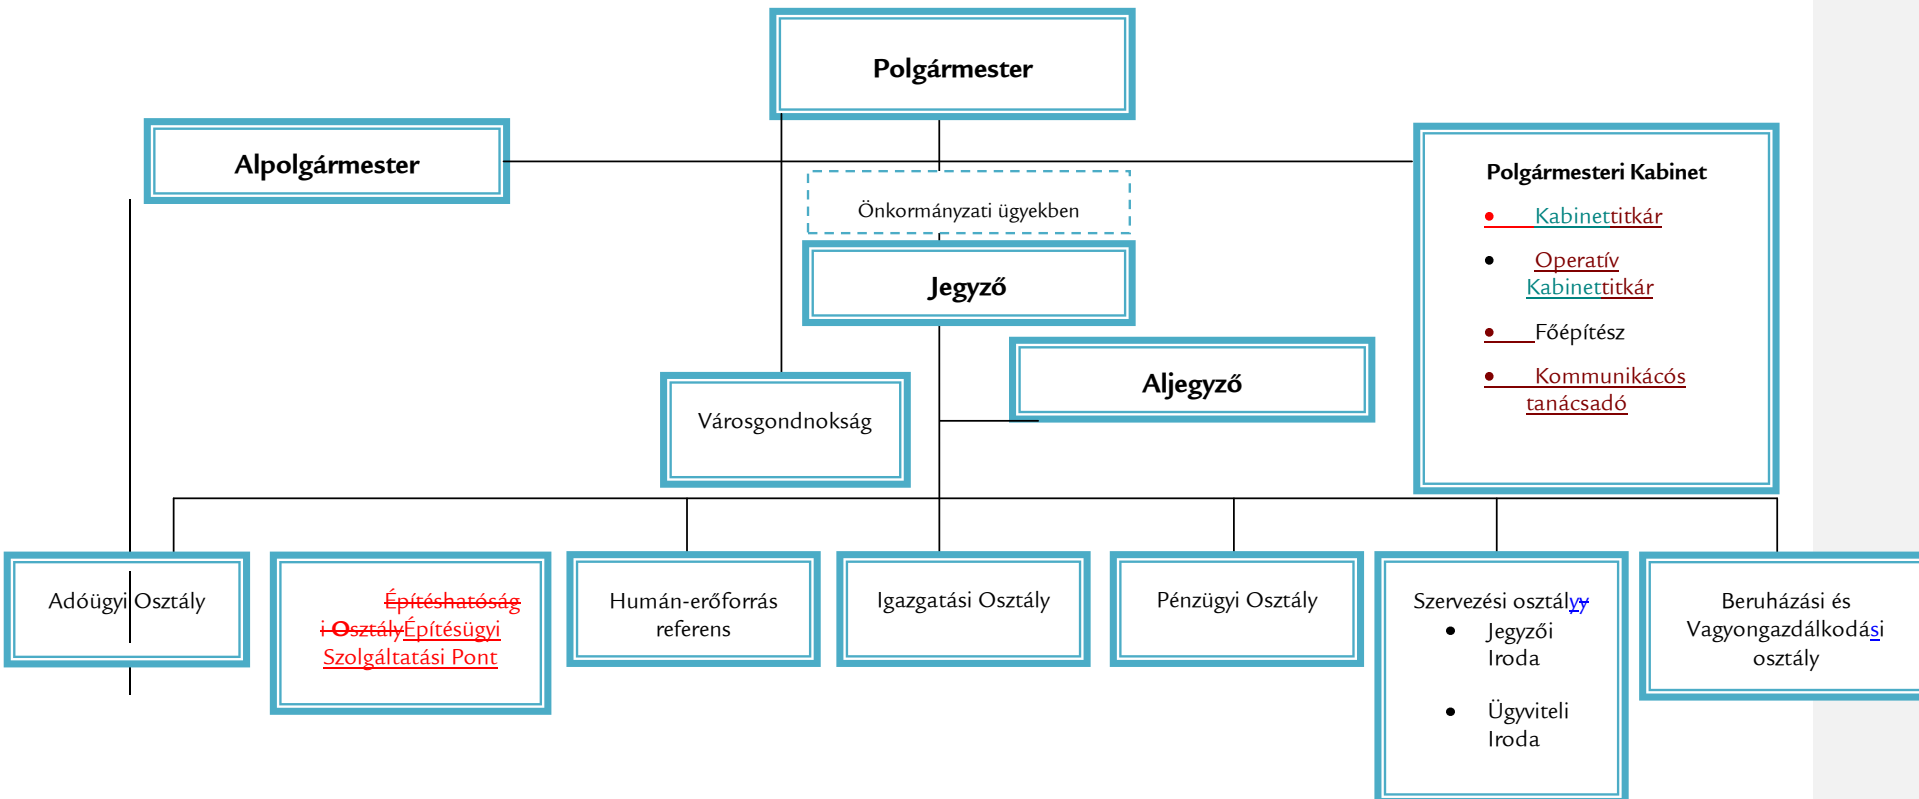 Polgármester
Alpolgármester
Polgármesteri Kabinet
• Kabinettitkár
• Operatív
Kabinettitkár
• Főépítész
• Kommunikácós
tanácsadó
Önkormányzati ügyekben
Jegyző
Aljegyző
Városgondnokság
Adóügyi Osztály
Építéshatóság
i OsztályÉpítésügyi
Szolgáltatási Pont
Humán-erőforrás
referens
Igazgatási Osztály
Pénzügyi Osztály
Szervezési osztályy
• Jegyzői
Iroda
• Ügyviteli
Iroda
Beruházási és
Vagyongazdálkodási
osztály